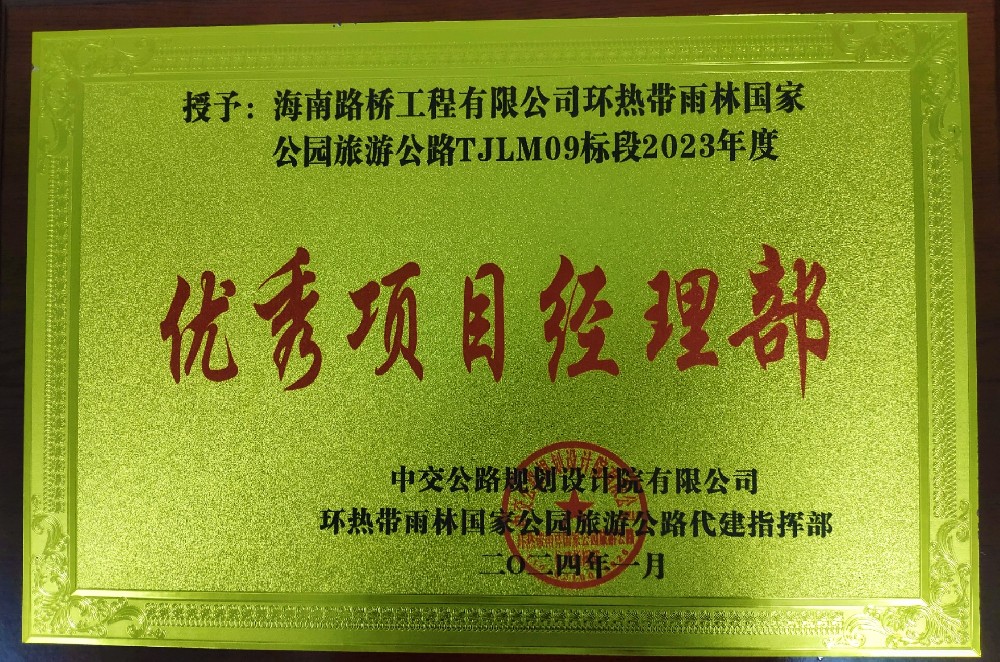 授予：海南路桥工程有限公司环热带雨林国家
公园旅游公路TJLM09标段2023年度
优秀项目经理部
中交公路规划设计院有限公司
环热带雨林国家公园旅游公路代建指挥部
二〇二四年一月